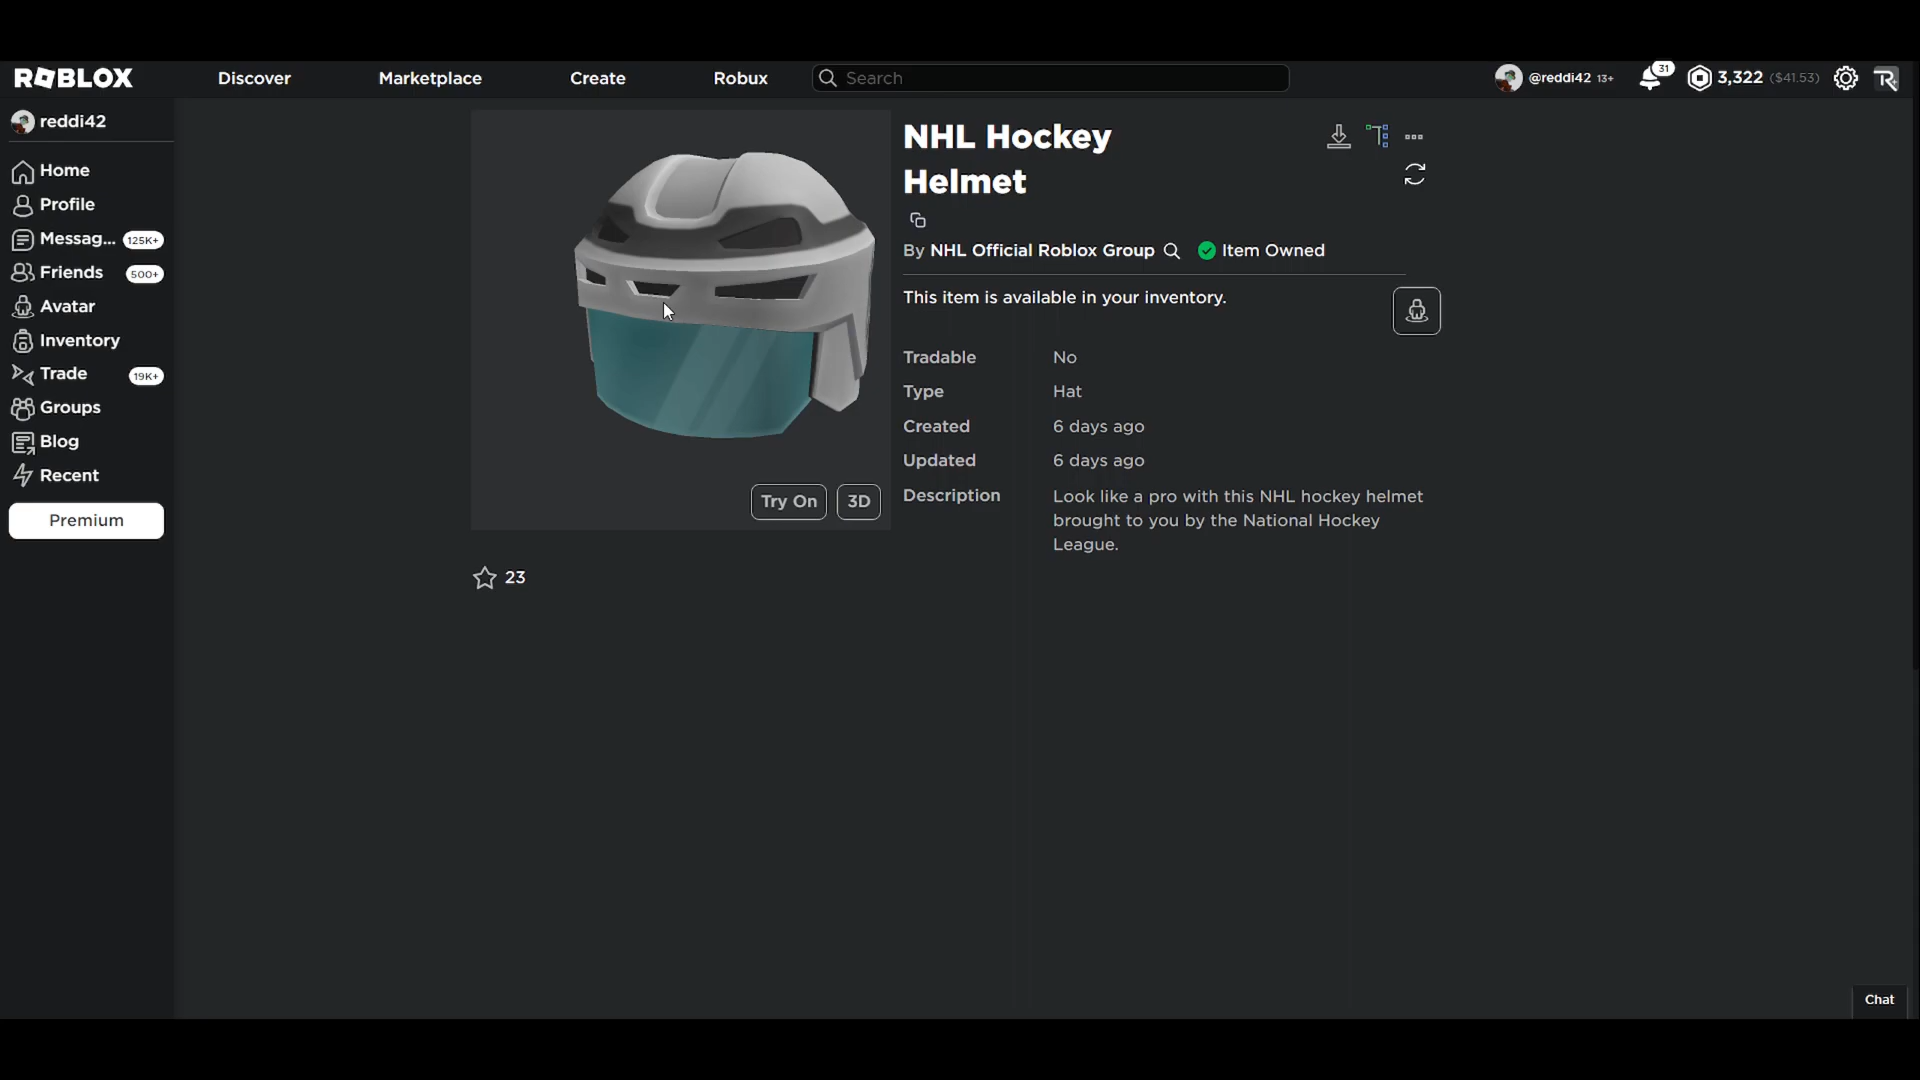 ROBLOX
Discover
Marketplace
Create
Robux
Search
@reddi42 13+
31
3,322 ($41.53)
reddi42
Home
Profile
Messag... 125K+
Friends 500+
Avatar
Inventory
Trade 19K+
Groups
Blog
Recent
Premium
NHL Hockey
Helmet
By NHL Official Roblox Group
Item Owned
This item is available in your inventory.
Tradable No
Type Hat
Created 6 days ago
Updated 6 days ago
Description Look like a pro with this NHL hockey helmet
brought to you by the National Hockey
League.
Try On
3D
23
Chat